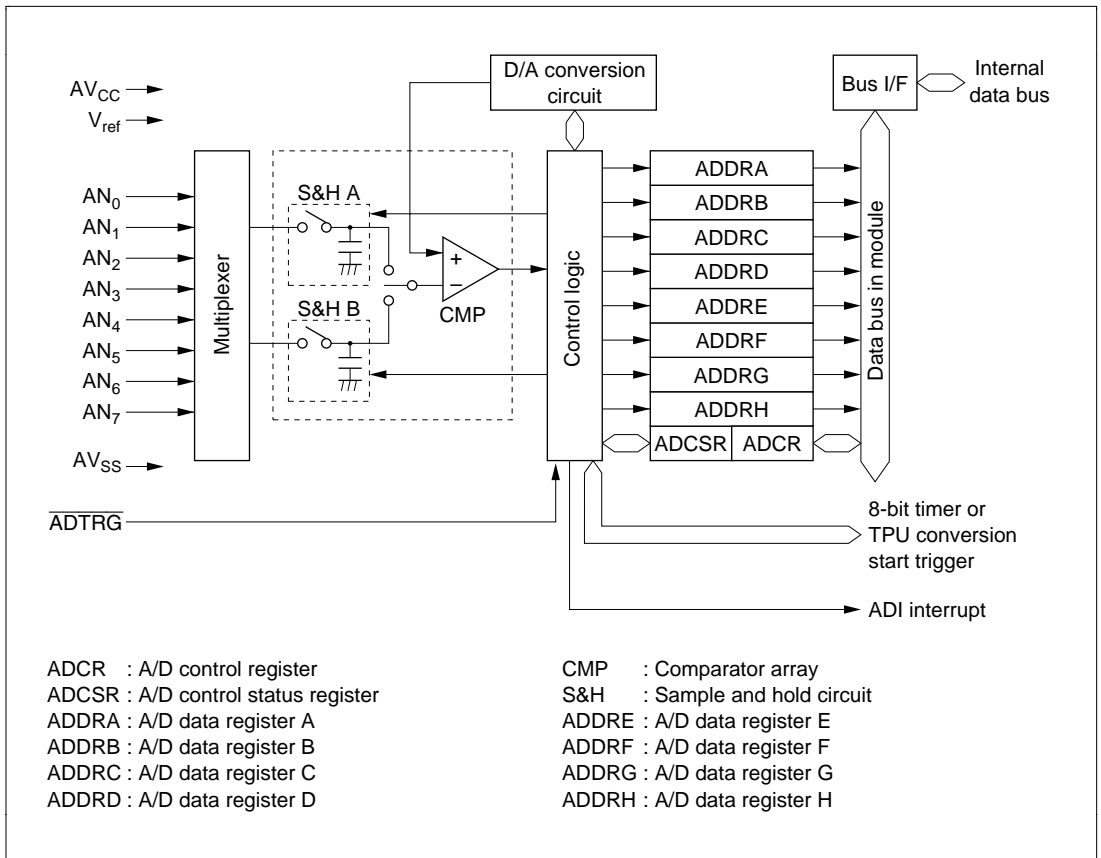 D/A conversion
circuit
Bus I/F
Internal
data bus
AVCC
Vref
AN0
AN1
AN2
AN3
AN4
AN5
AN6
AN7
AVSS
ADTRG
Multiplexer
S&H A
S&H B
+
−
CMP
Control logic
ADDRA
ADDRB
ADDRC
ADDRD
ADDRE
ADDRF
ADDRG
ADDRH
ADCSR ADCR
Data bus in module
8-bit timer or
TPU conversion
start trigger
ADI interrupt
ADCR : A/D control register
ADCSR : A/D control status register
ADDRA : A/D data register A
ADDRB : A/D data register B
ADDRC : A/D data register C
ADDRD : A/D data register D
CMP : Comparator array
S&H : Sample and hold circuit
ADDRE : A/D data register E
ADDRF : A/D data register F
ADDRG : A/D data register G
ADDRH : A/D data register H